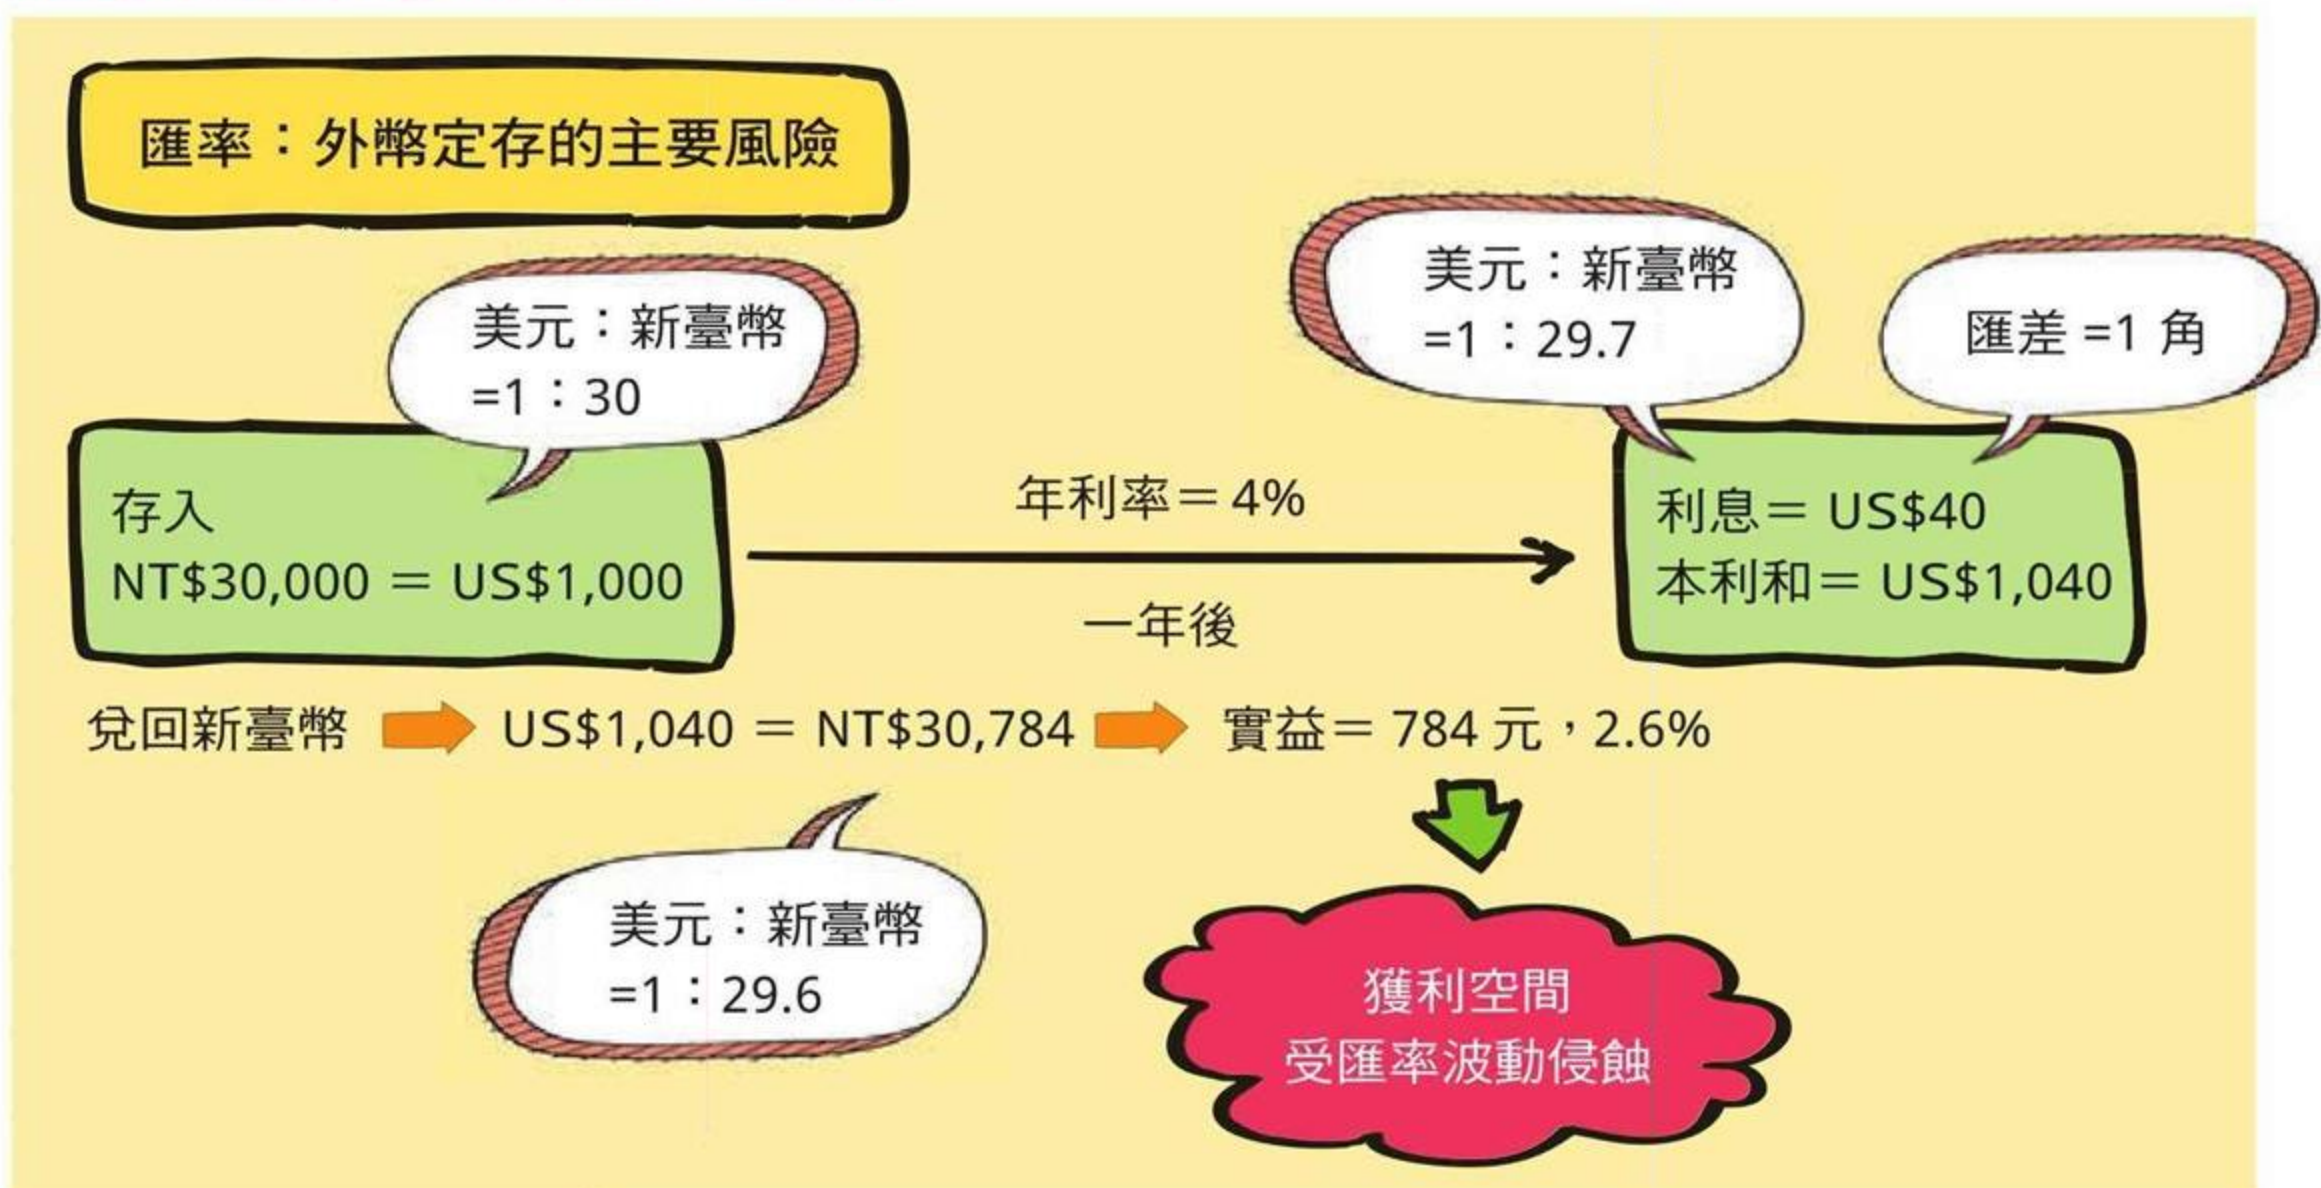 匯率：外幣定存的主要風險
美元：新臺幣
=1：30
美元：新臺幣
=1：29.7
匯差 =1 角
存入
NT$30,000 = US$1,000
年利率＝ 4%
一年後
利息＝ US$40
本利和＝ US$1,040
兌回新臺幣 US$1,040 ＝ NT$30,784 實益＝ 784 元，2.6%
美元：新臺幣
=1：29.6
獲利空間
受匯率波動侵蝕